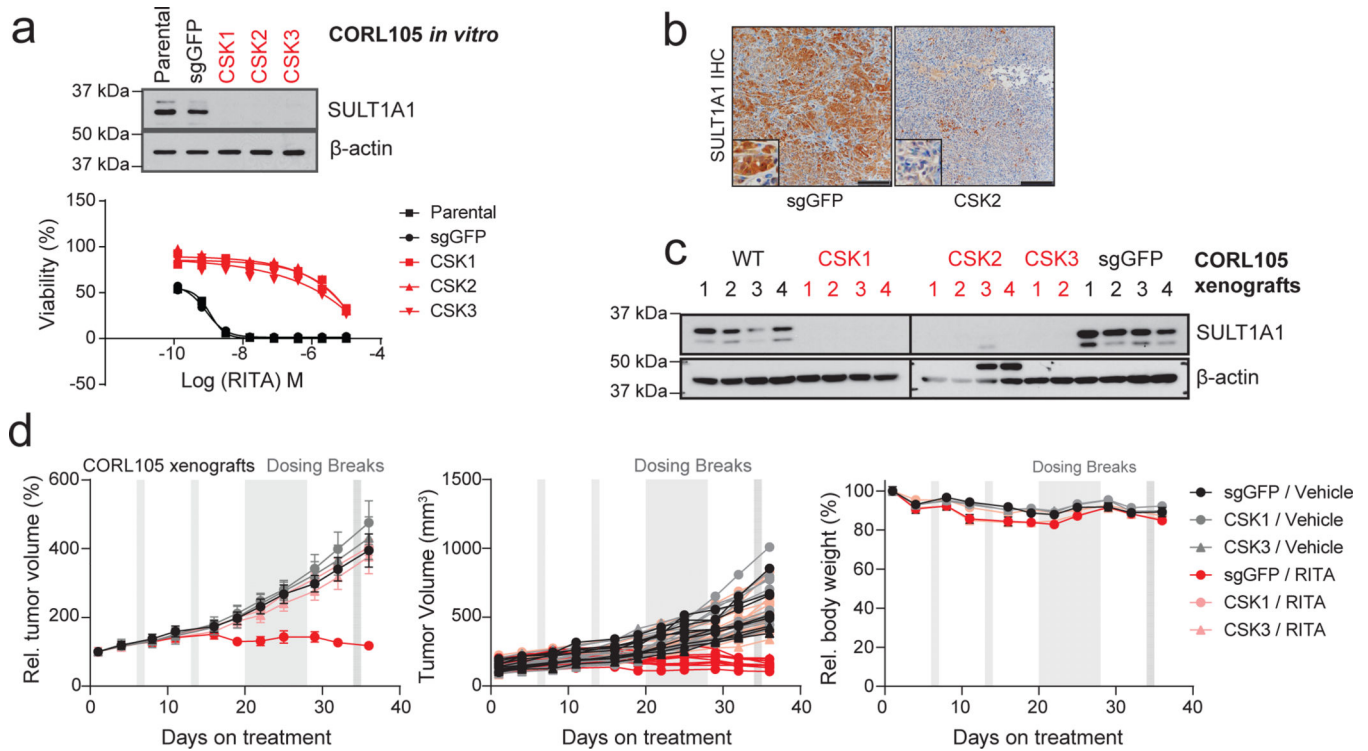 a
Parental
sgGFP
CSK1
CSK2
CSK3
CORL105 in vitro
37 kDa
SULT1A1
50 kDa
β-actin
37 kDa
150
100
50
0
-50
Viability (%)
-10 -8 -6 -4
Log (RITA) M
Parental
sgGFP
CSK1
CSK2
CSK3
b
SULT1A1 IHC
sgGFP CSK2
c
WT CSK1 CSK2 CSK3 sgGFP
CORL105
xenografts
1 2 3 4 1 2 3 4 1 2 3 4 1 2 1 2 3 4
37 kDa
SULT1A1
50 kDa
β-actin
37 kDa
d
CORL105 xenografts Dosing Breaks
600
400
200
0
Rel. tumor volume (%)
0 10 20 30 40
Days on treatment
Dosing Breaks
1500
1000
500
0
Tumor Volume (mm³)
0 10 20 30 40
Days on treatment
Dosing Breaks
100
80
60
40
20
0
Rel. body weight (%)
0 10 20 30 40
Days on treatment
sgGFP / Vehicle
CSK1 / Vehicle
CSK3 / Vehicle
sgGFP / RITA
CSK1 / RITA
CSK3 / RITA